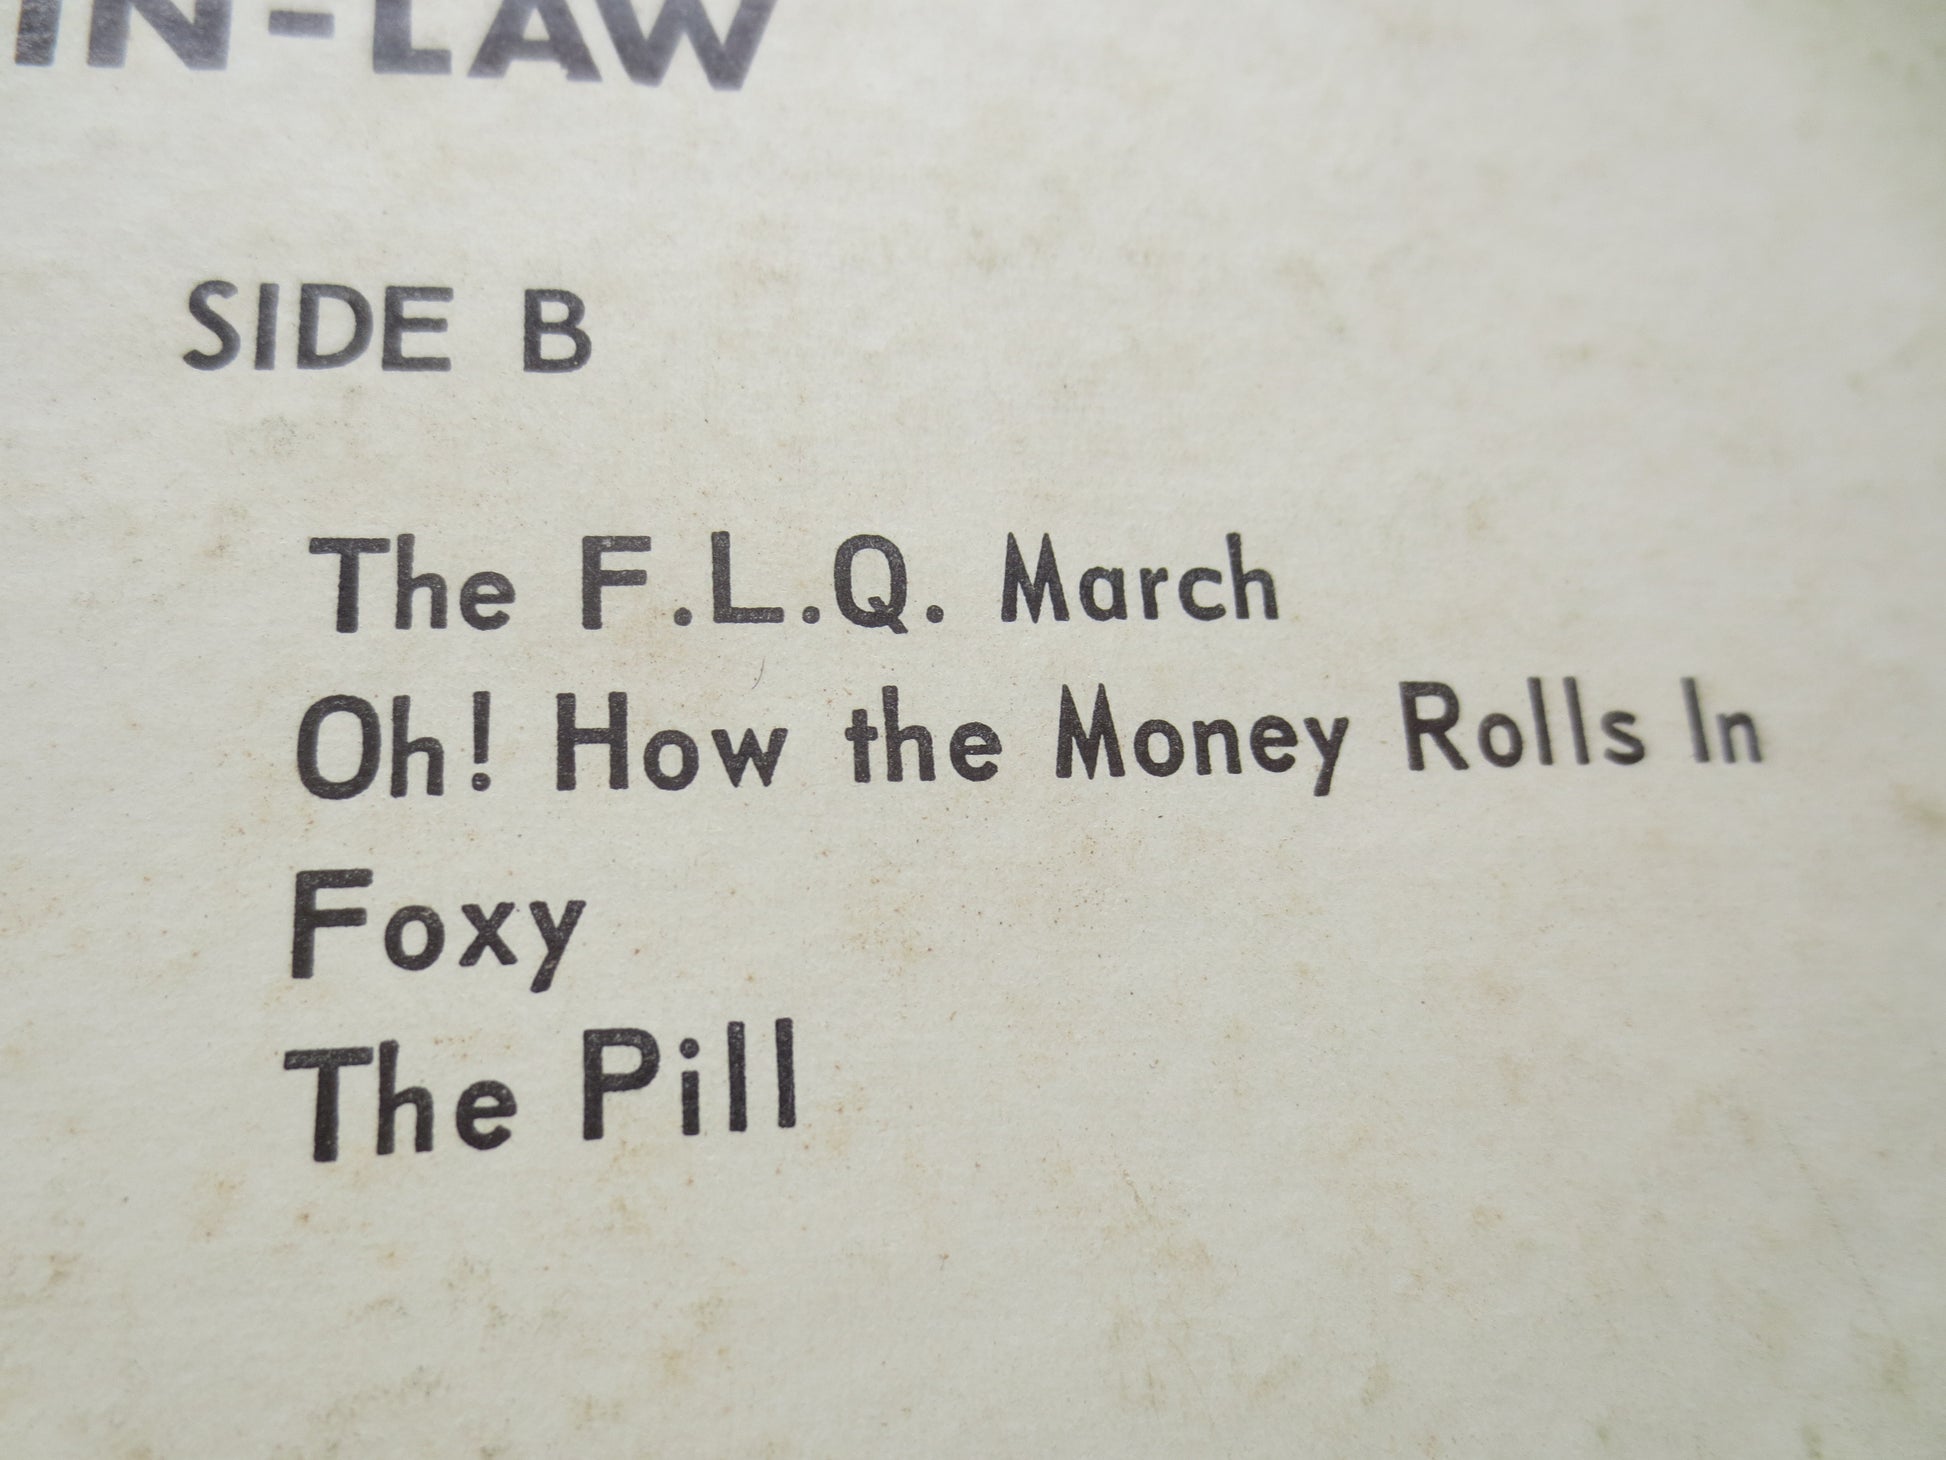 IN-LAW
SIDE B
The F.L.Q. March
Oh! How the Money Rolls In
Foxy
The Pill